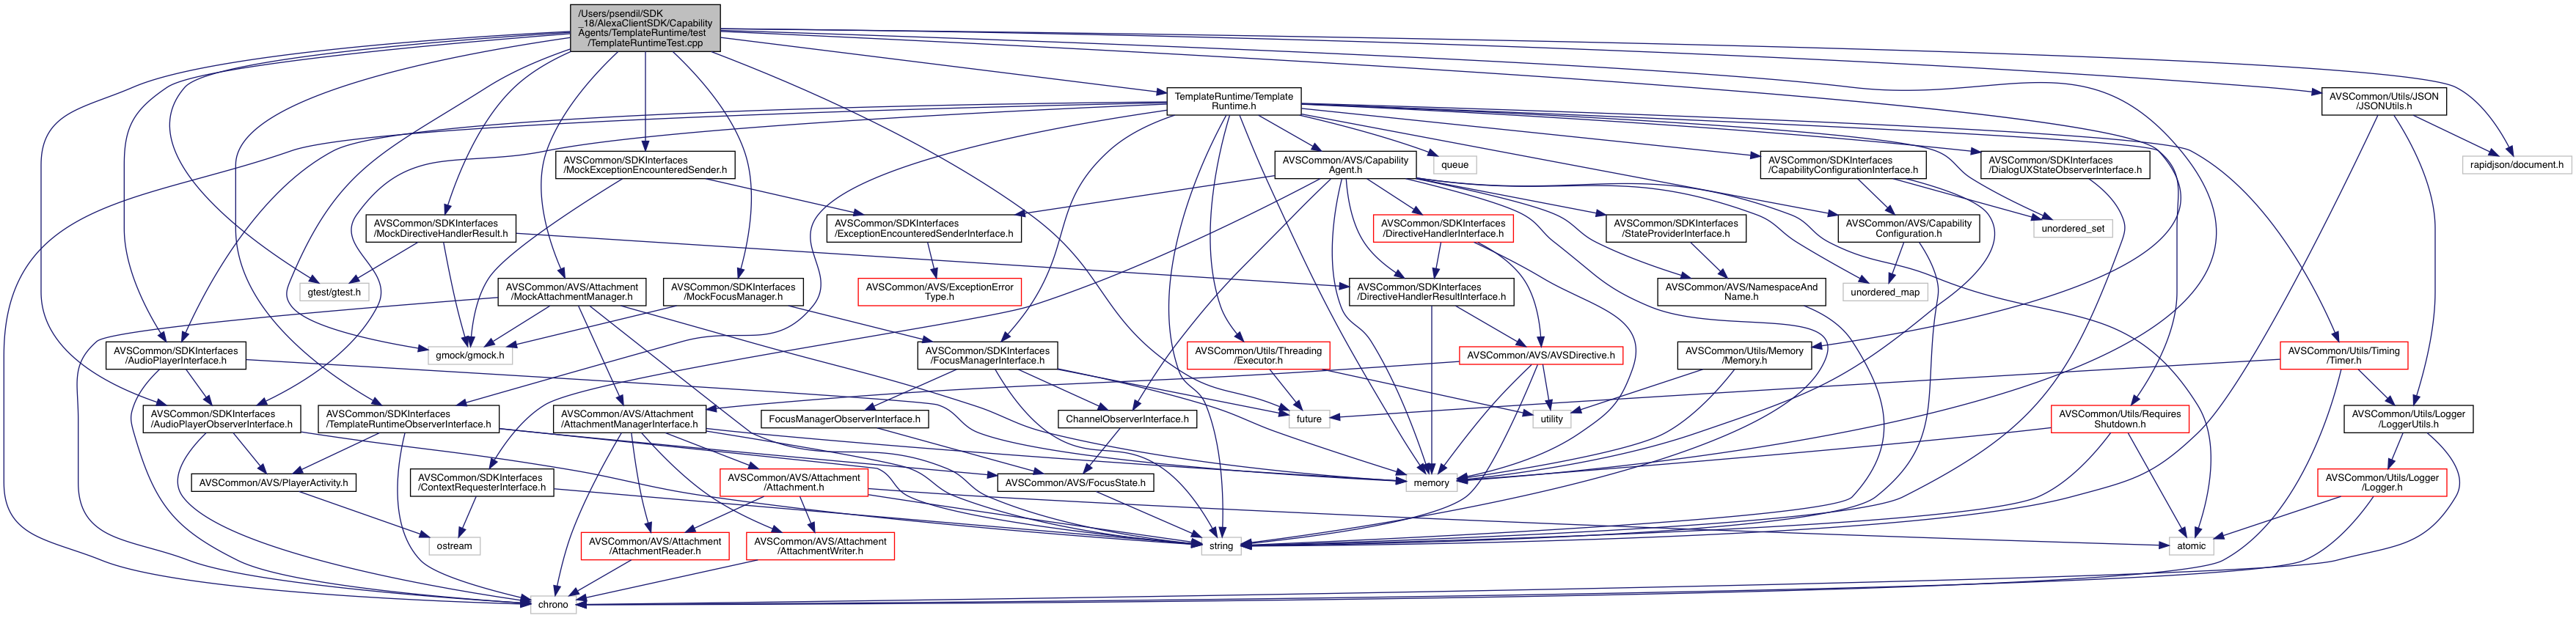 /Users/psendil/SDK
_18/AlexaClientSDK/Capability
Agents/TemplateRuntime/test
/TemplateRuntimeTest.cpp
TemplateRuntime/Template
Runtime.h
AVSCommon/Utils/JSON
/JSONUtils.h
AVSCommon/SDKInterfaces
/MockExceptionEncounteredSender.h
AVSCommon/AVS/Capability
Agent.h
queue
AVSCommon/SDKInterfaces
/CapabilityConfigurationInterface.h
AVSCommon/SDKInterfaces
/DialogUXStateObserverInterface.h
rapidjson/document.h
AVSCommon/SDKInterfaces
/MockDirectiveHandlerResult.h
AVSCommon/SDKInterfaces
/ExceptionEncounteredSenderInterface.h
AVSCommon/SDKInterfaces
/DirectiveHandlerInterface.h
AVSCommon/SDKInterfaces
/StateProviderInterface.h
AVSCommon/AVS/Capability
Configuration.h
unordered_set
gtest/gtest.h
AVSCommon/AVS/Attachment
/MockAttachmentManager.h
AVSCommon/SDKInterfaces
/MockFocusManager.h
AVSCommon/AVS/ExceptionError
Type.h
AVSCommon/SDKInterfaces
/DirectiveHandlerResultInterface.h
AVSCommon/AVS/NamespaceAnd
Name.h
unordered_map
AVSCommon/SDKInterfaces
/AudioPlayerInterface.h
gmock/gmock.h
AVSCommon/SDKInterfaces
/FocusManagerInterface.h
AVSCommon/Utils/Threading
/Executor.h
AVSCommon/AVS/AVSDirective.h
AVSCommon/Utils/Memory
/Memory.h
AVSCommon/Utils/Timing
/Timer.h
AVSCommon/SDKInterfaces
/AudioPlayerObserverInterface.h
AVSCommon/SDKInterfaces
/TemplateRuntimeObserverInterface.h
AVSCommon/AVS/Attachment
/AttachmentManagerInterface.h
FocusManagerObserverInterface.h
ChannelObserverInterface.h
future
utility
AVSCommon/Utils/Requires
Shutdown.h
AVSCommon/Utils/Logger
/LoggerUtils.h
AVSCommon/AVS/PlayerActivity.h
AVSCommon/SDKInterfaces
/ContextRequesterInterface.h
AVSCommon/AVS/Attachment
/Attachment.h
AVSCommon/AVS/FocusState.h
memory
AVSCommon/Utils/Logger
/Logger.h
ostream
AVSCommon/AVS/Attachment
/AttachmentReader.h
AVSCommon/AVS/Attachment
/AttachmentWriter.h
string
atomic
chrono